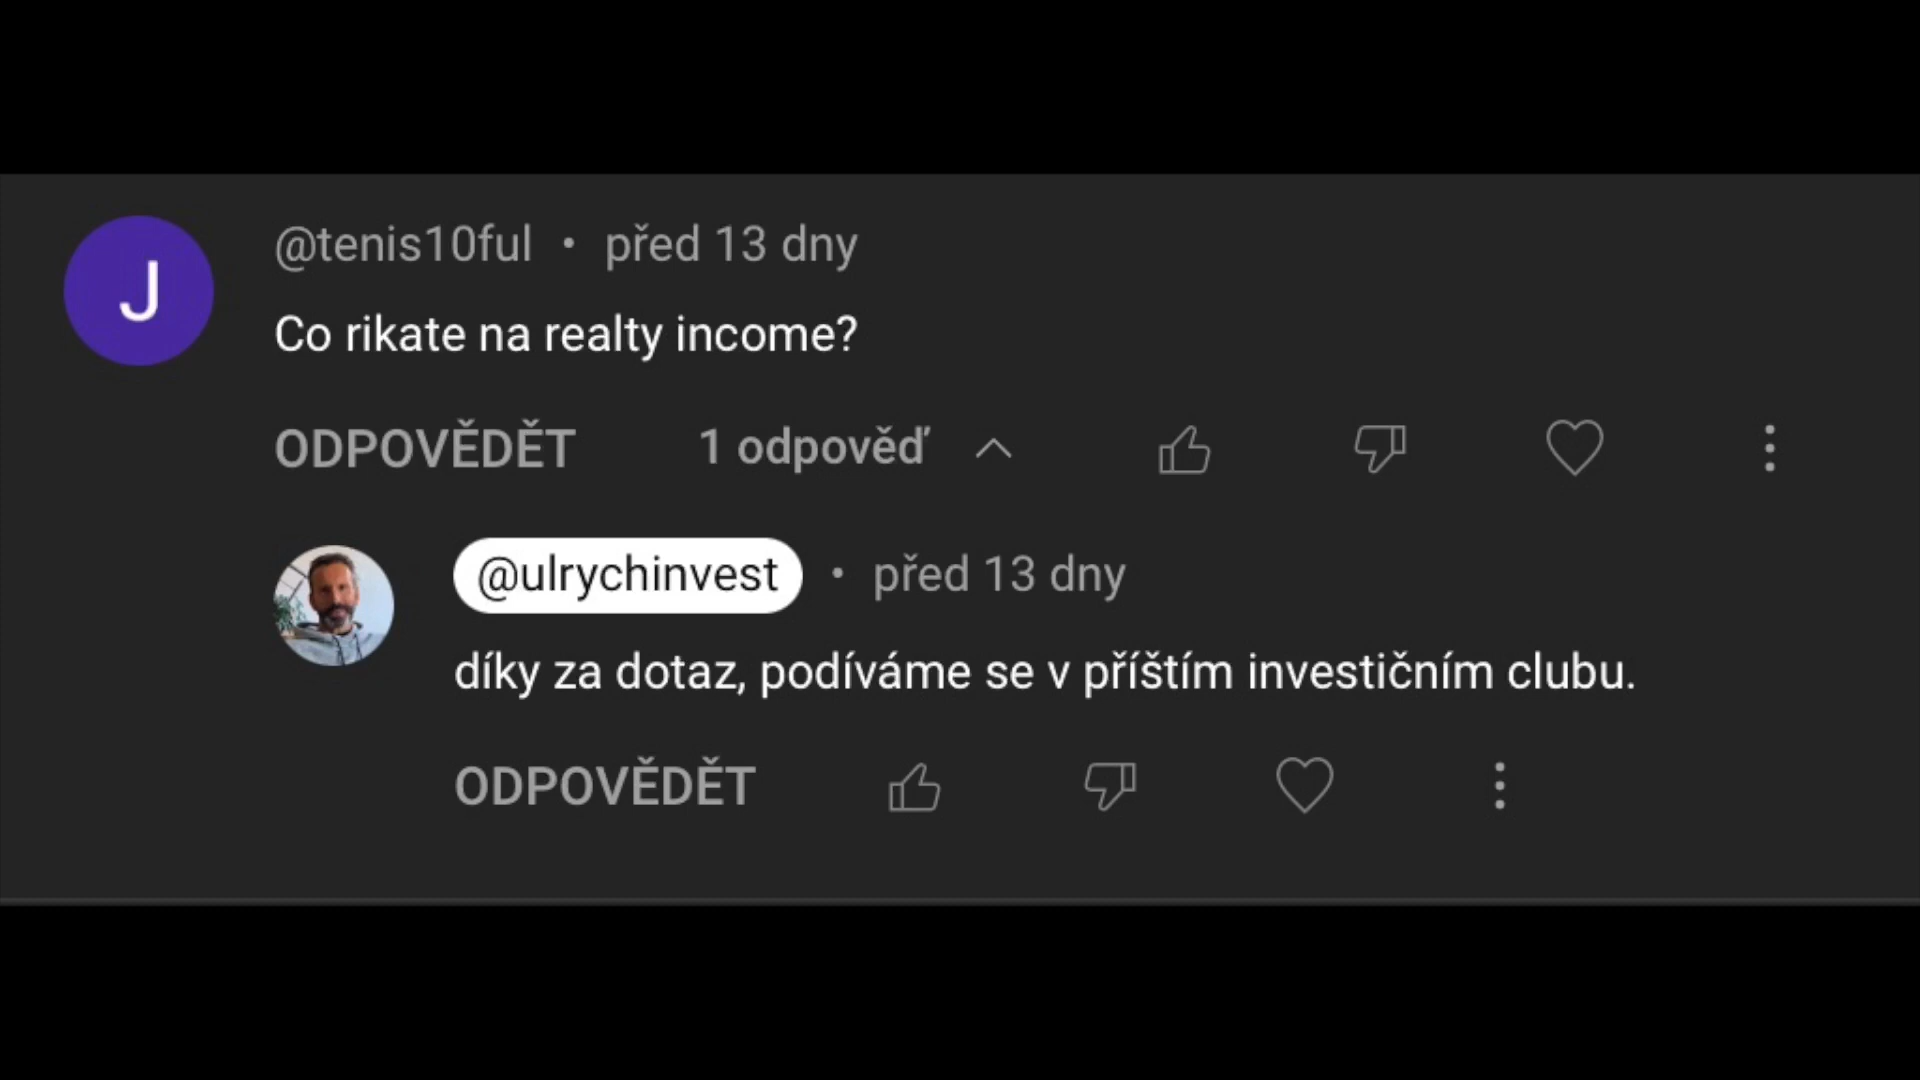 J
@tenis10ful • před 13 dny
Co rikate na realty income?
ODPOVĚDĚT 1 odpověď
@ulrychinvest • před 13 dny
díky za dotaz, podíváme se v příštím investičním clubu.
ODPOVĚDĚT